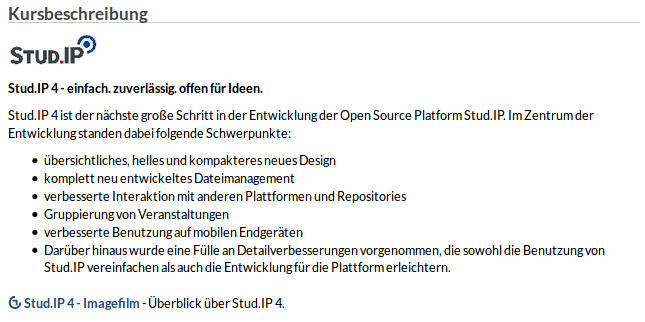 Kursbeschreibung
STUD.IP
Stud.IP 4 - einfach. zuverlässig. offen für Ideen.
Stud.IP 4 ist der nächste große Schritt in der Entwicklung der Open Source Platform Stud.IP. Im Zentrum der
Entwicklung standen dabei folgende Schwerpunkte:
• übersichtliches, helles und kompakteres neues Design
• komplett neu entwickeltes Dateimanagement
• verbesserte Interaktion mit anderen Plattformen und Repositories
• Gruppierung von Veranstaltungen
• verbesserte Benutzung auf mobilen Endgeräten
• Darüber hinaus wurde eine Fülle an Detailverbesserungen vorgenommen, die sowohl die Benutzung von
Stud.IP vereinfachen als auch die Entwicklung für die Plattform erleichtern.
Stud.IP 4 - Imagefilm - Überblick über Stud.IP 4.